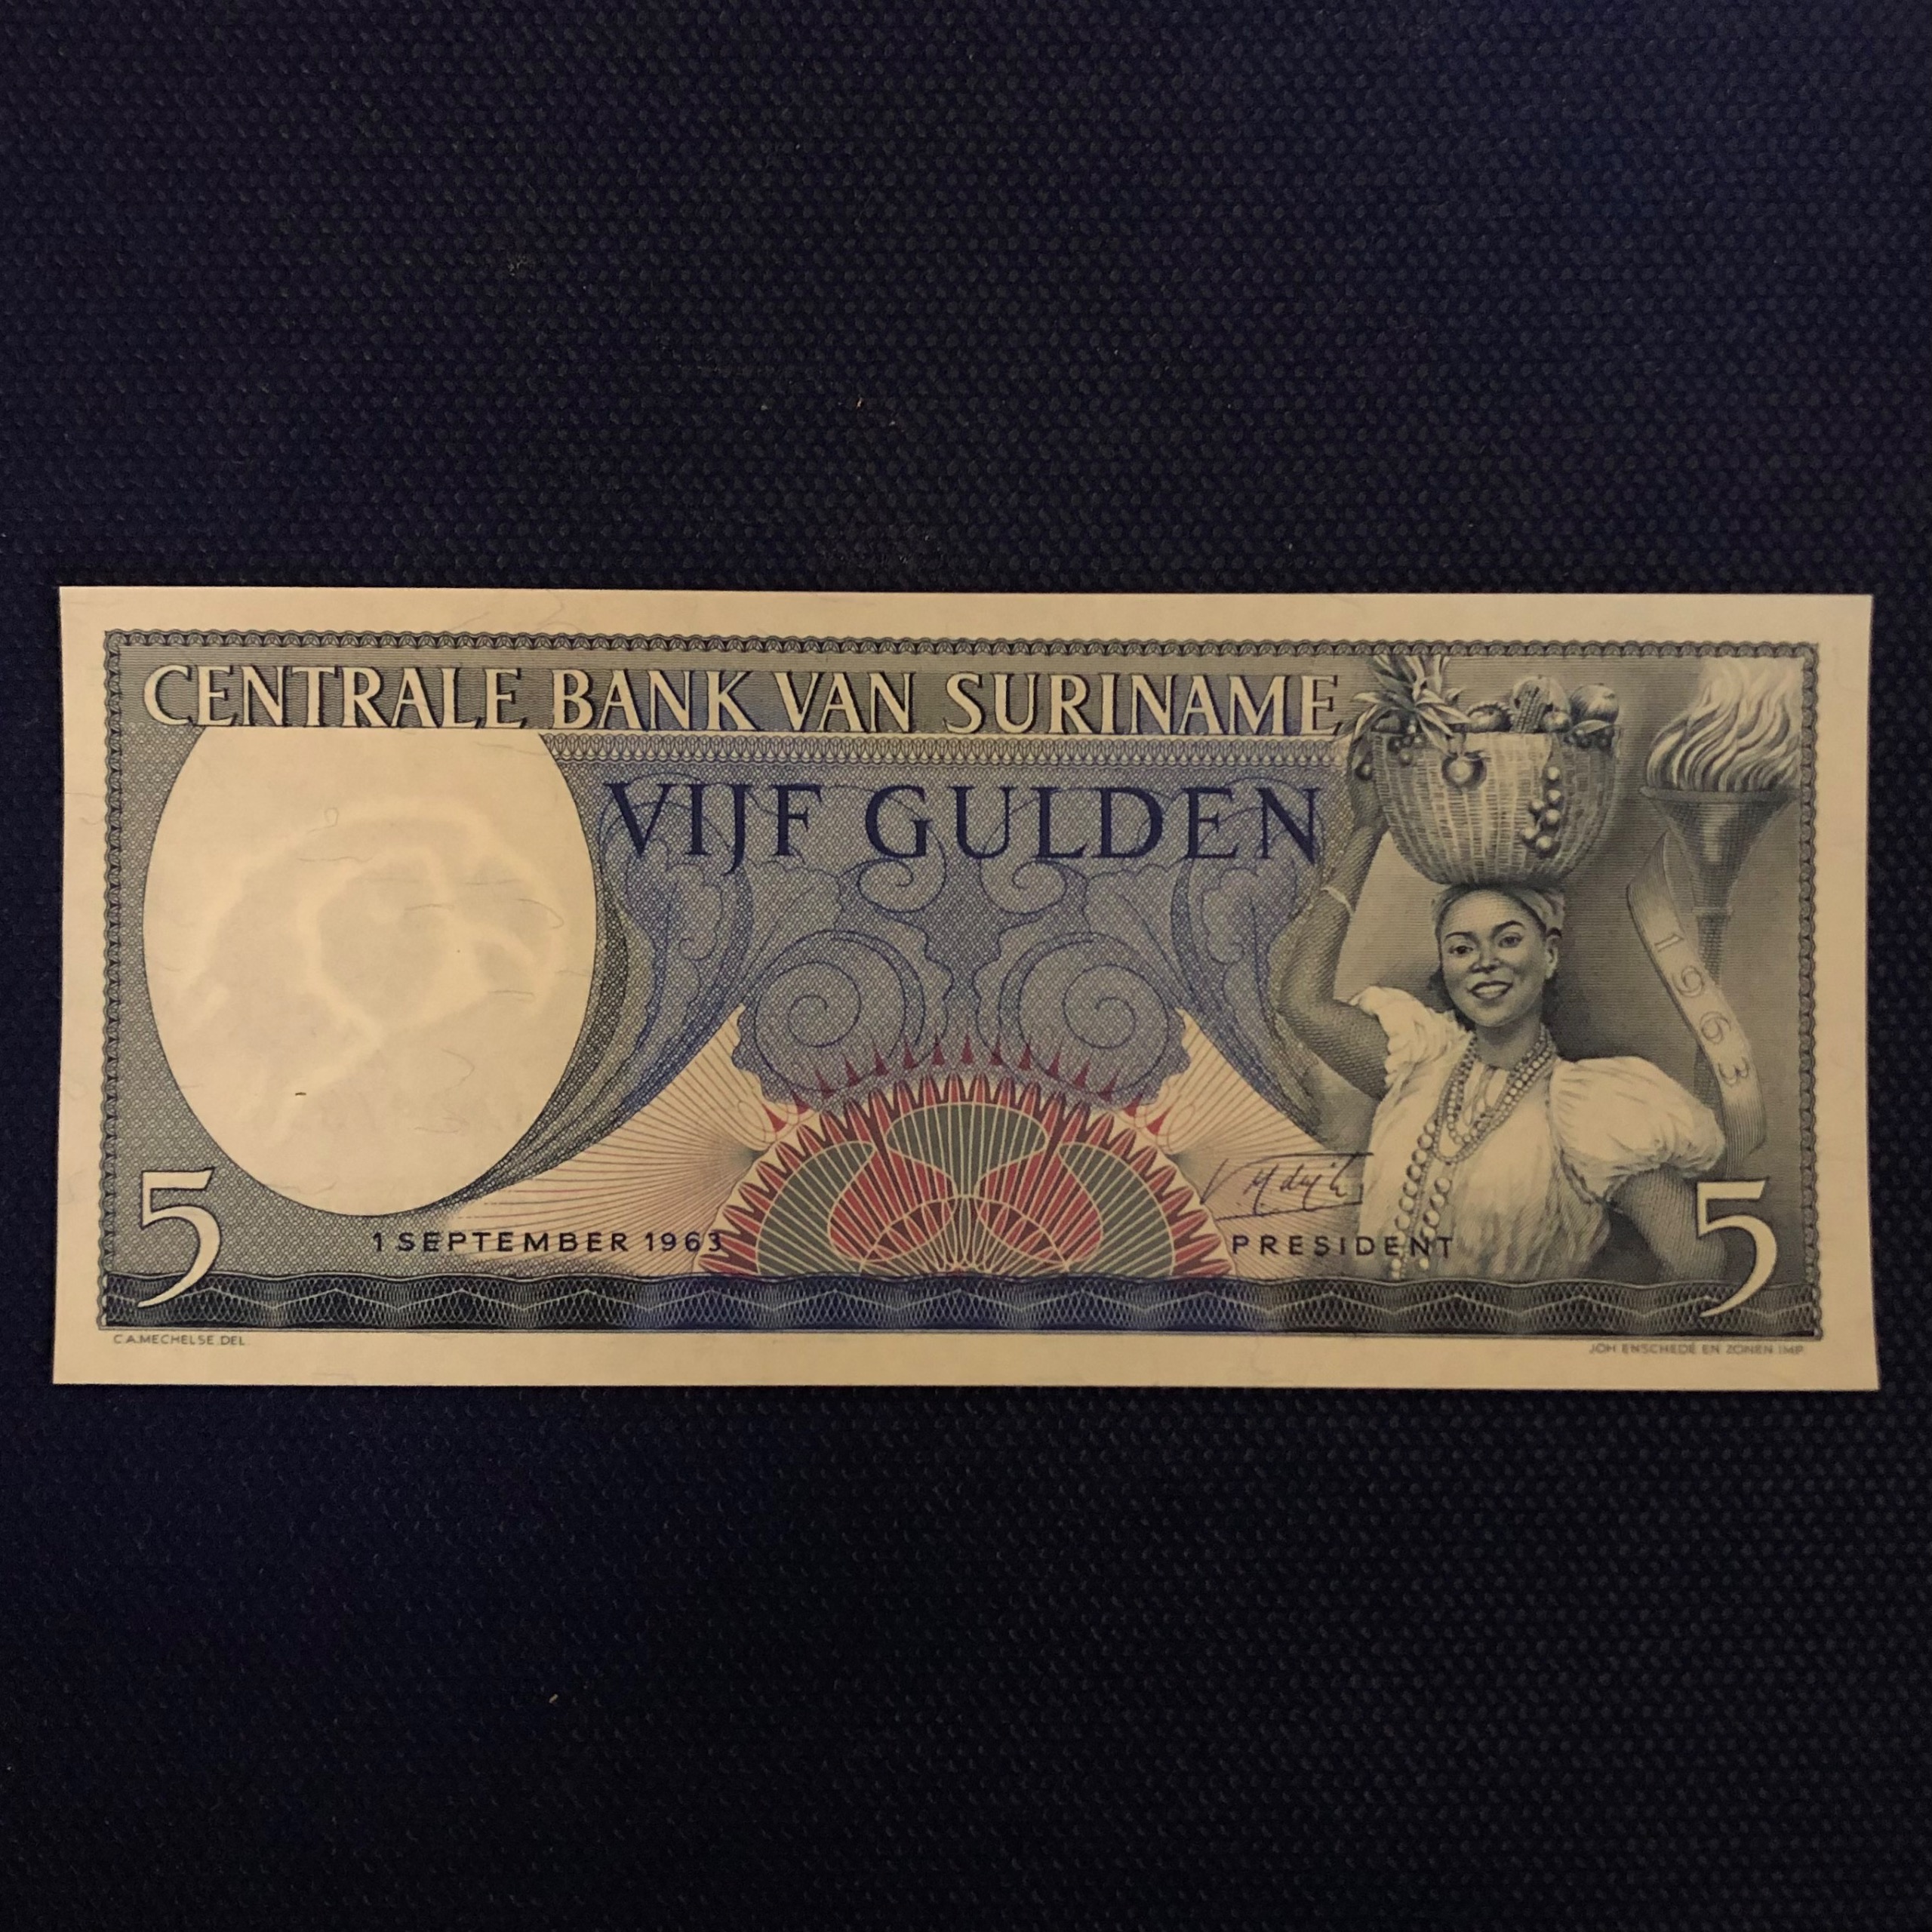 CENTRALE BANK VAN SURINAME
VIJF GULDEN
1963
5
1 SEPTEMBER 1963
PRESIDENT
5
C.A.MECHELSE DEL.
JOH. ENSCHEDÉ EN ZONEN IMP.